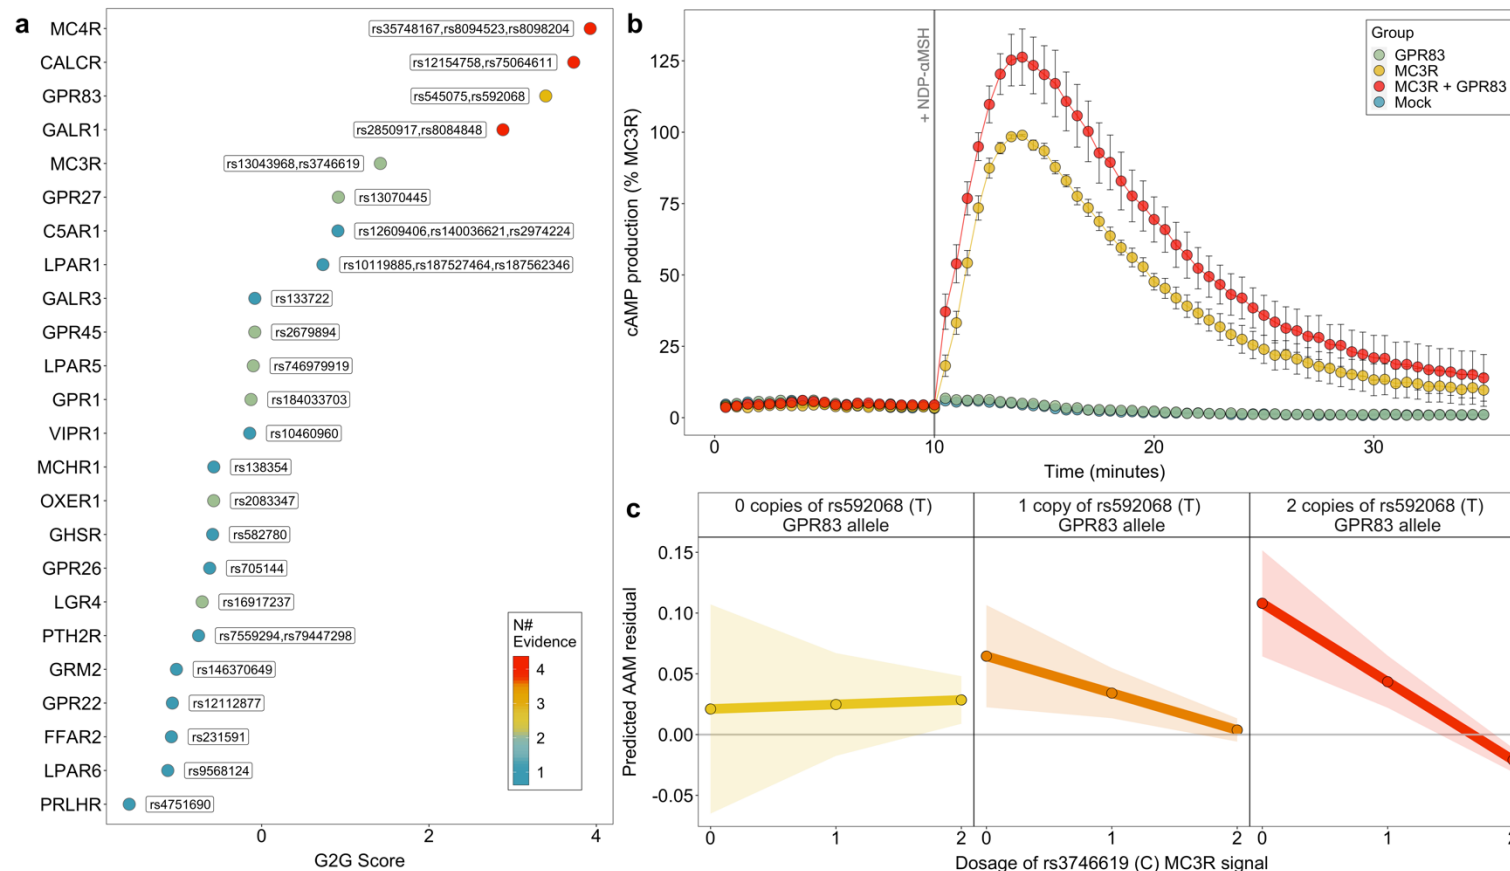 a
MC4R
rs35748167,rs8094523,rs8098204
CALCR
rs12154758,rs75064611
GPR83
rs545075,rs592068
GALR1
rs2850917,rs8084848
MC3R
rs13043968,rs3746619
GPR27
rs13070445
C5AR1
rs12609406,rs140036621,rs2974224
LPAR1
rs10119885,rs187527464,rs187562346
GALR3
rs133722
GPR45
rs2679894
LPAR5
rs746979919
GPR1
rs184033703
VIPR1
rs10460960
MCHR1
rs138354
OXER1
rs2083347
GHSR
rs582780
GPR26
rs705144
LGR4
rs16917237
PTH2R
rs7559294,rs79447298
GRM2
rs146370649
GPR22
rs12112877
FFAR2
rs231591
LPAR6
rs9568124
PRLHR
rs4751690
N#
Evidence
4
3
2
1
0 2 4
G2G Score
b
cAMP production (% MC3R)
125
100
75
50
25
0
+ NDP-αMSH
Group
GPR83
MC3R
MC3R + GPR83
Mock
0 10 20 30
Time (minutes)
c
0 copies of rs592068 (T)
GPR83 allele
1 copy of rs592068 (T)
GPR83 allele
2 copies of rs592068 (T)
GPR83 allele
Predicted AAM residual
0.15
0.10
0.05
0.00
-0.05
0 1 2 0 1 2 0 1 2
Dosage of rs3746619 (C) MC3R signal